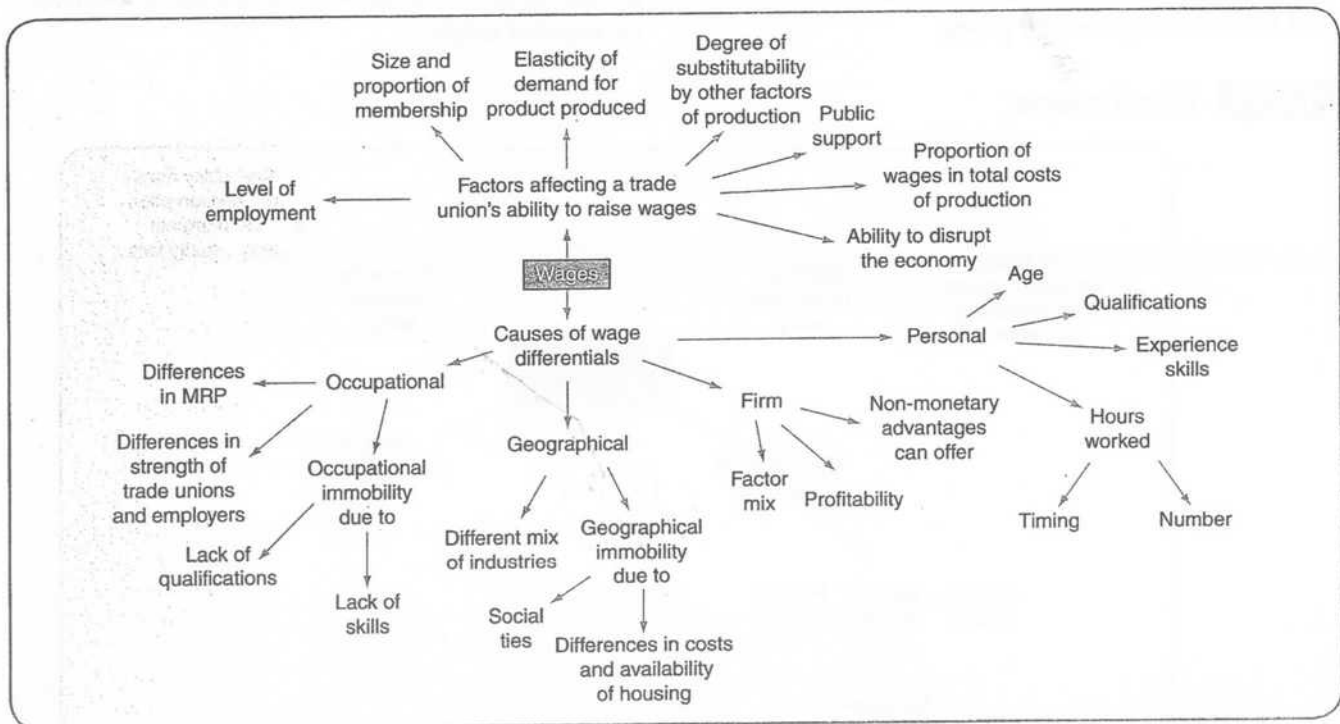 Size and
proportion of
membership
Elasticity of
demand for
product produced
Degree of
substitutability
by other factors
of production
Public
support
Proportion of
wages in total costs
of production
Level of
employment
Factors affecting a trade
union's ability to raise wages
Ability to disrupt
the economy
Wages
Age
Qualifications
Causes of wage
differentials
Personal
Experience
skills
Differences
in MRP
Occupational
Firm
Non-monetary
advantages
can offer
Hours
worked
Differences in
strength of
trade unions
and employers
Occupational
immobility
due to
Geographical
Factor
mix
Profitability
Timing
Number
Lack of
qualifications
Lack of
skills
Different mix
of industries
Geographical
immobility
due to
Social
ties
Differences in costs
and availability
of housing